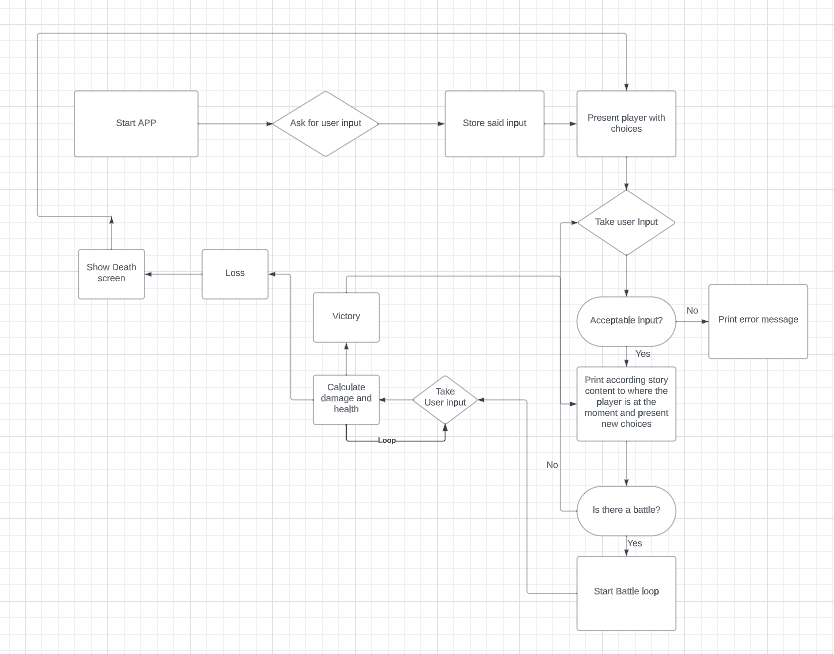 Start APP
Ask for user input
Store said input
Present player with
choices
Take user Input
Show Death
screen
Loss
Victory
Acceptable input?
No
Print error message
Yes
Calculate
damage and
health
Take
User input
Print according story
content to where the
player is at the
moment and present
new choices
Loop
No
Is there a battle?
Yes
Start Battle loop